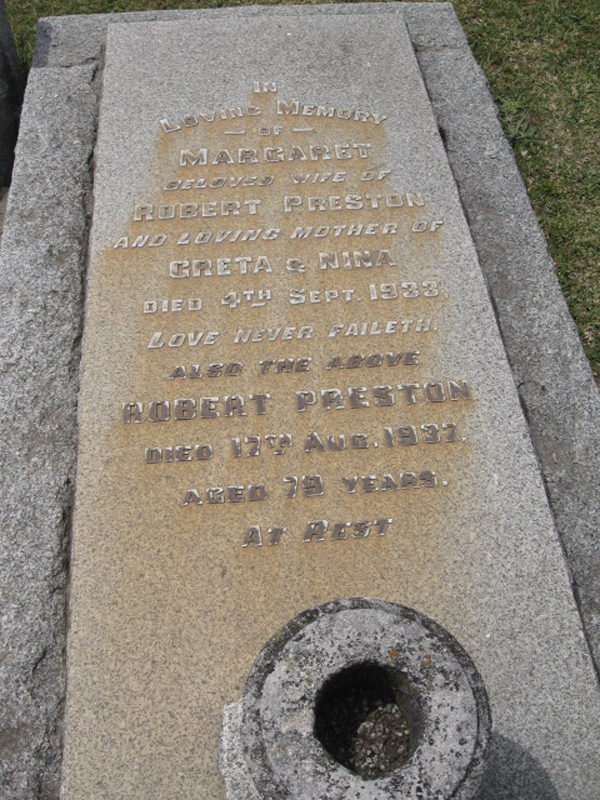 IN
LOVING MEMORY
— OF —
MARGARET
BELOVED WIFE OF
ROBERT PRESTON
AND LOVING MOTHER OF
GRETA & NINA
DIED 4TH SEPT. 1933.
LOVE NEVER FAILETH.
ALSO THE ABOVE
ROBERT PRESTON
DIED 17TH AUG. 1937.
AGED 79 YEARS.
AT REST